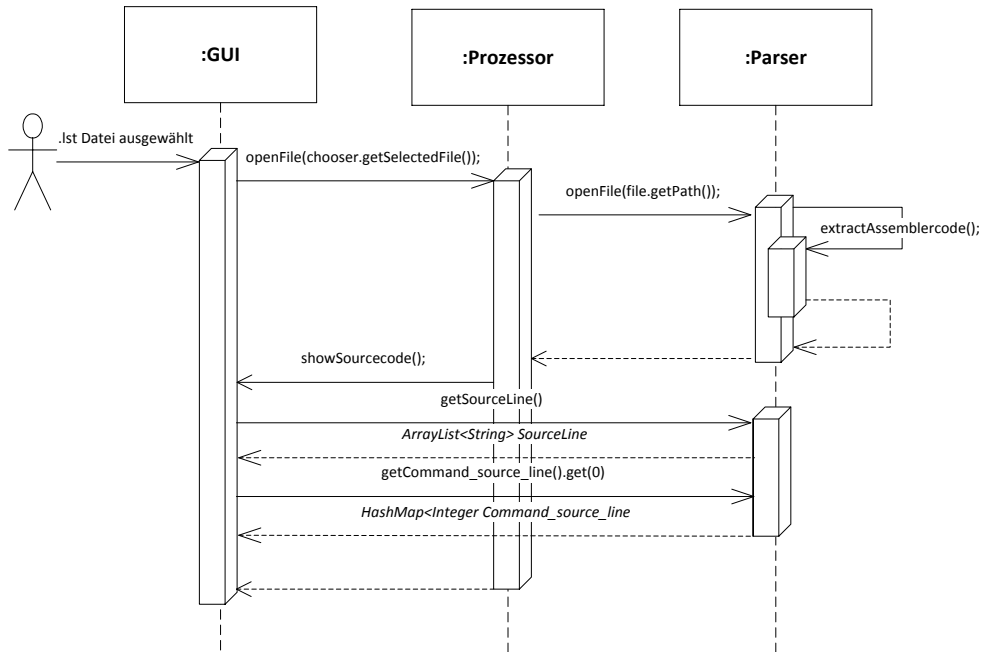 :GUI
:Prozessor
:Parser
.lst Datei ausgewählt
openFile(chooser.getSelectedFile());
openFile(file.getPath());
extractAssemblercode();
showSourcecode();
getSourceLine()
ArrayList<String> SourceLine
getCommand_source_line().get(0)
HashMap<Integer Command_source_line